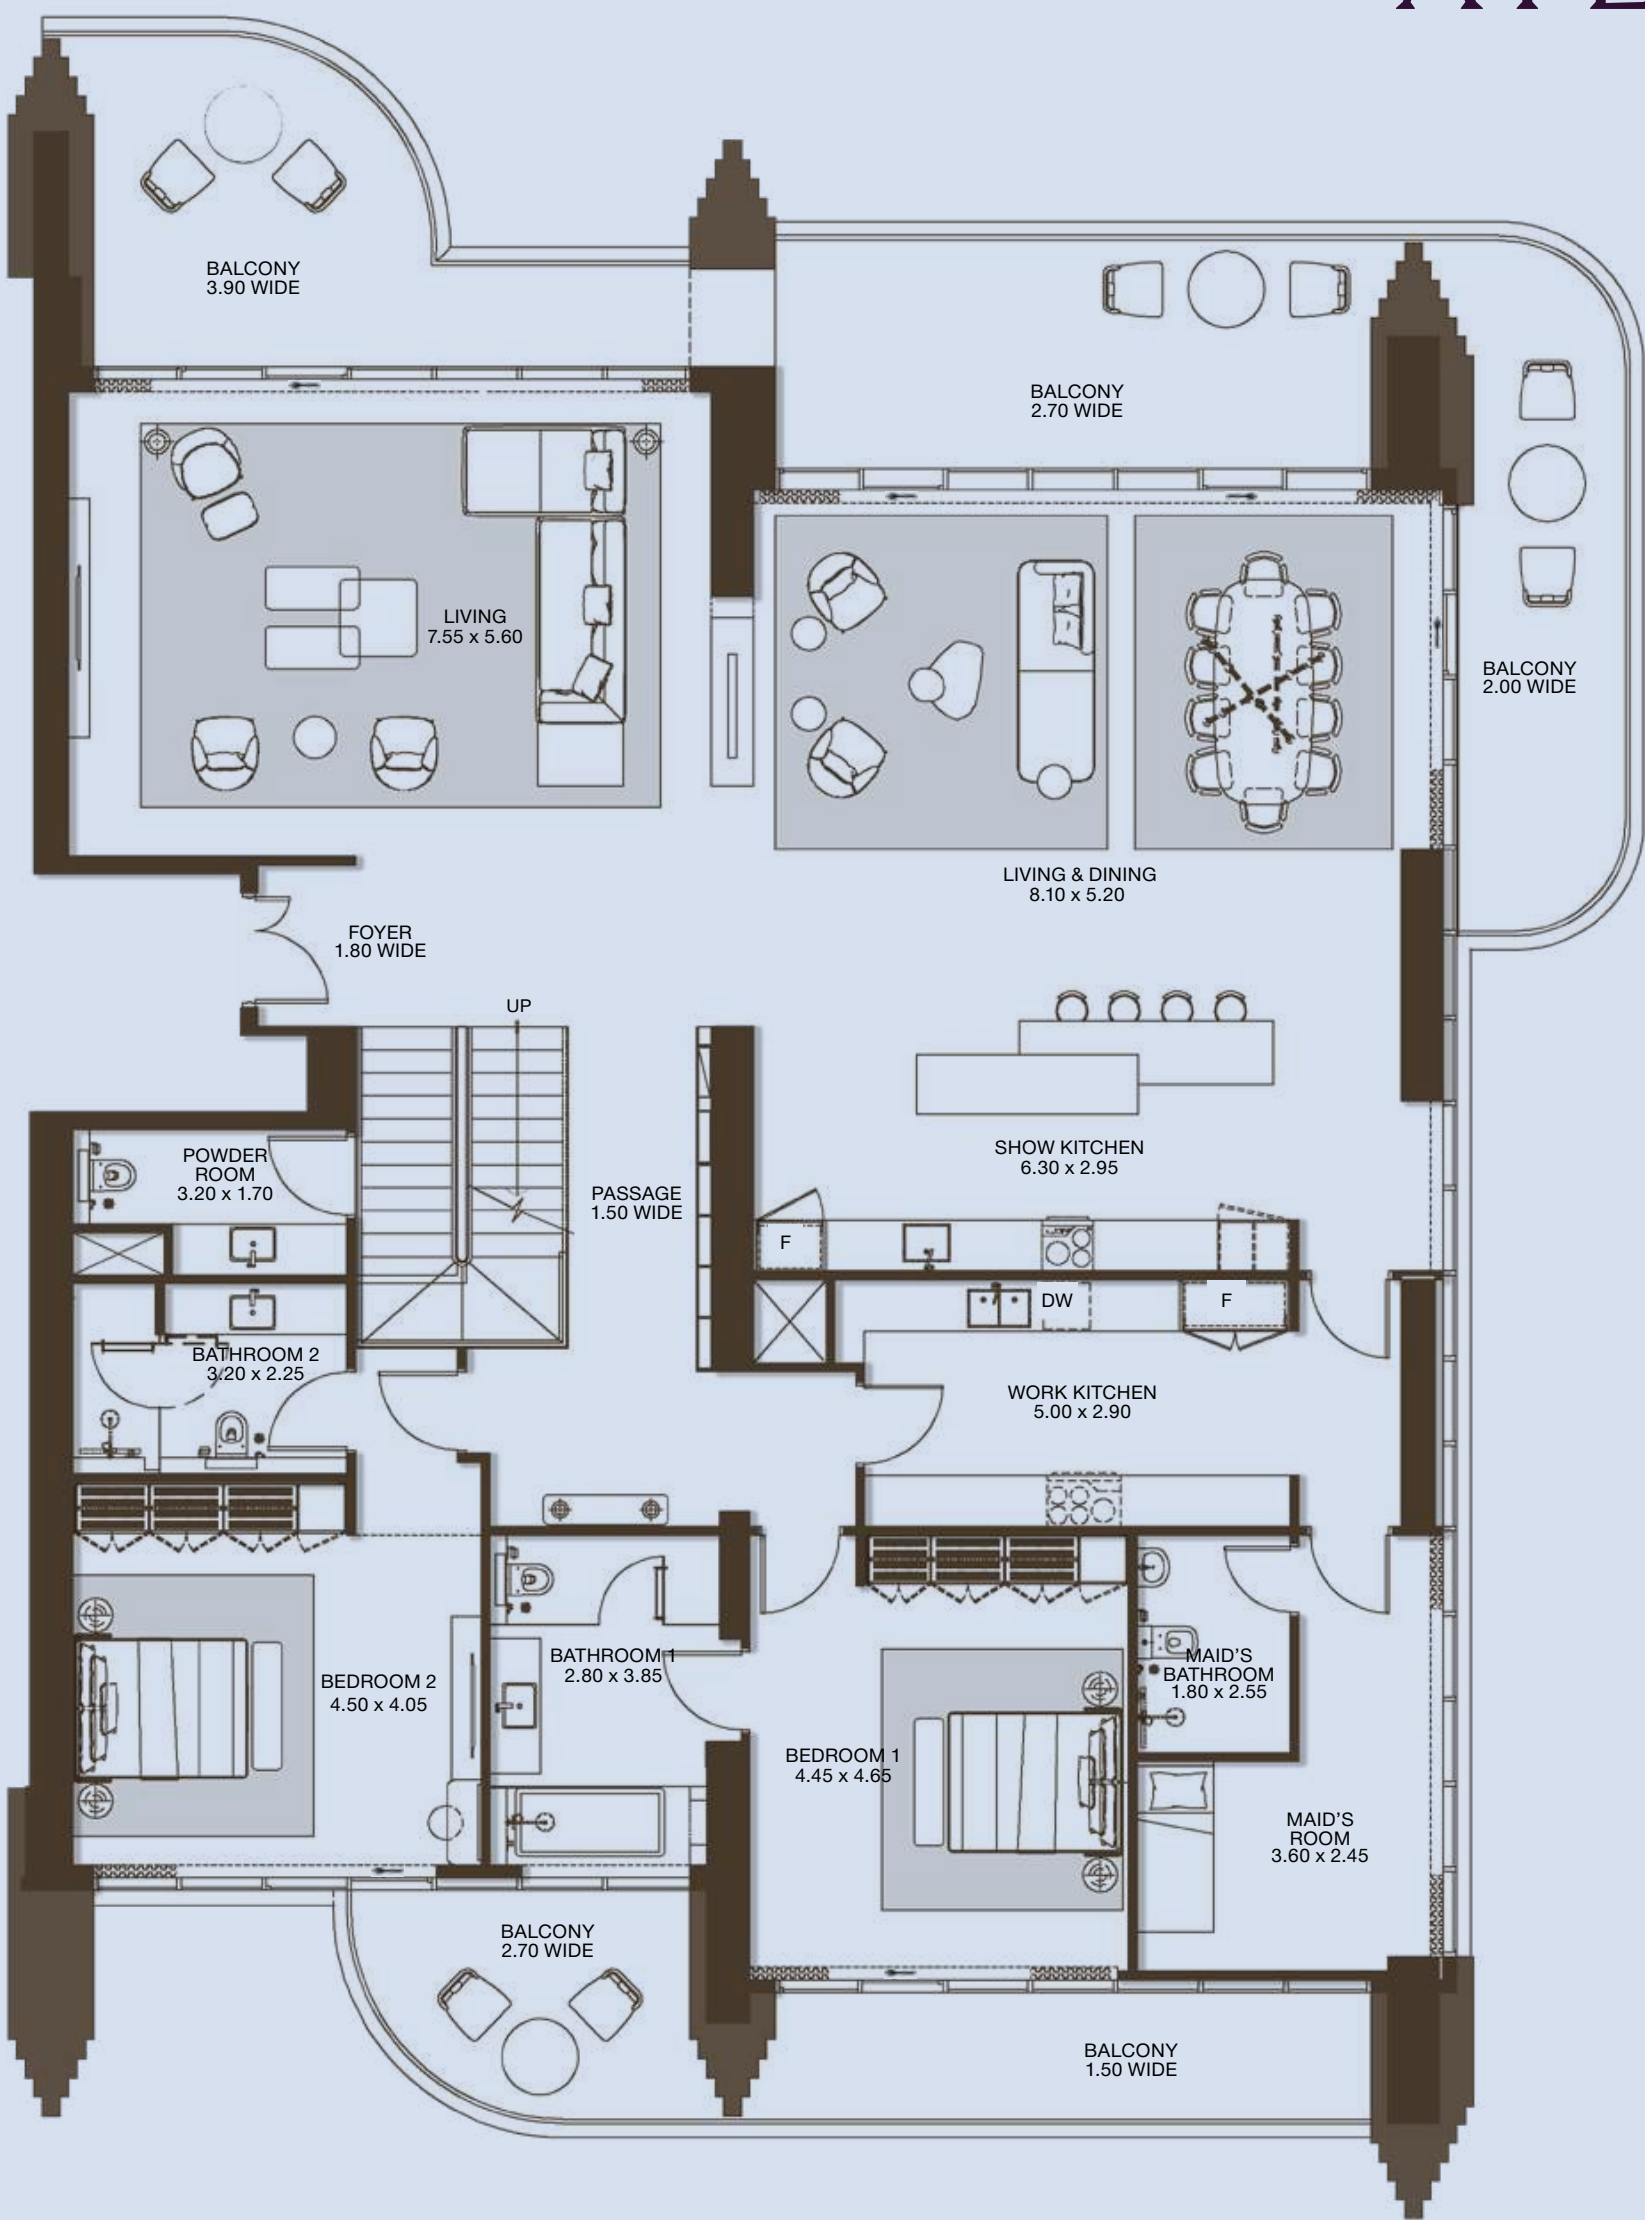 BALCONY
3.90 WIDE
BALCONY
2.70 WIDE
LIVING
7.55 x 5.60
BALCONY
2.00 WIDE
LIVING & DINING
8.10 x 5.20
FOYER
1.80 WIDE
UP
SHOW KITCHEN
6.30 x 2.95
POWDER
ROOM
3.20 x 1.70
PASSAGE
1.50 WIDE
F
DW
F
BATHROOM 2
3.20 x 2.25
WORK KITCHEN
5.00 x 2.90
BATHROOM 1
2.80 x 3.85
MAID'S
BATHROOM
1.80 x 2.55
BEDROOM 2
4.50 x 4.05
BEDROOM 1
4.45 x 4.65
MAID'S
ROOM
3.60 x 2.45
BALCONY
2.70 WIDE
BALCONY
1.50 WIDE